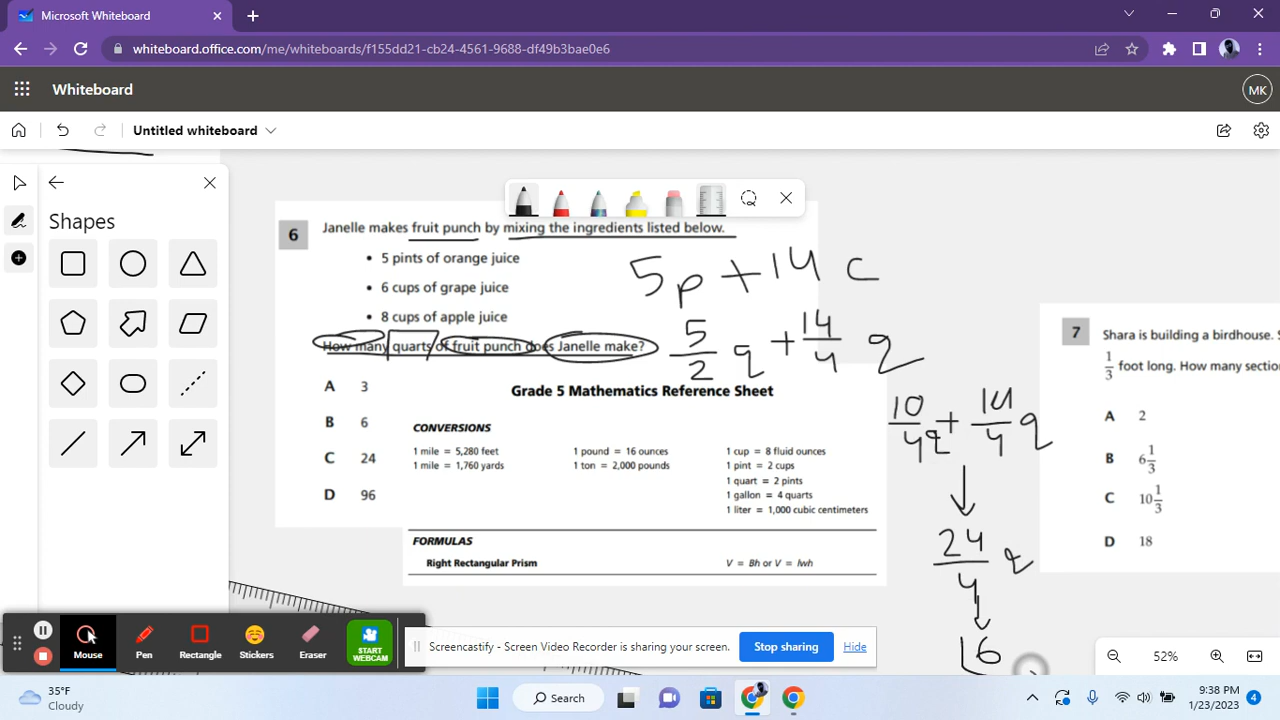 Microsoft Whiteboard
whiteboard.office.com/me/whiteboards/f155dd21-cb24-4561-9688-df49b3bae0e6
Whiteboard
MK
Untitled whiteboard
Shapes
6
Janelle makes fruit punch by mixing the ingredients listed below.
• 5 pints of orange juice
• 6 cups of grape juice
• 8 cups of apple juice
How many quarts of fruit punch does Janelle make?
A 3
B 6
C 24
D 96
5p + 14 c
5/2 q + 14/4 q
10/4 q + 14/4 q
24/4 q
Grade 5 Mathematics Reference Sheet
CONVERSIONS
1 mile = 5,280 feet
1 mile = 1,760 yards
1 pound = 16 ounces
1 ton = 2,000 pounds
1 cup = 8 fluid ounces
1 pint = 2 cups
1 quart = 2 pints
1 gallon = 4 quarts
1 liter = 1,000 cubic centimeters
FORMULAS
Right Rectangular Prism
V = Bh or V = lwh
7
Shara is building a birdhouse.
1/3 foot long. How many sectio
A 2
B 6 1/3
C 10 1/3
D 18
Mouse
Pen
Rectangle
Stickers
Eraser
START WEBCAM
Screencastify - Screen Video Recorder is sharing your screen.
Stop sharing
Hide
52%
35°F
Cloudy
Search
9:38 PM
1/23/2023
4